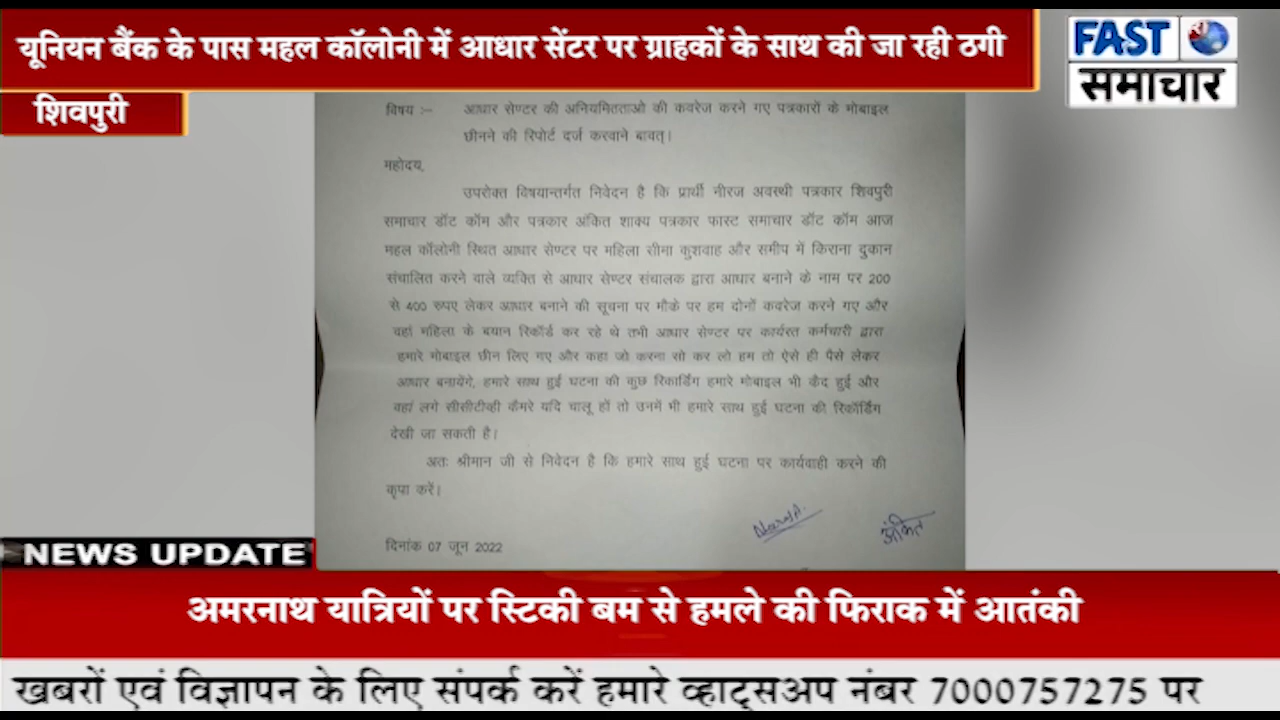 यूनियन बैंक के पास महल कॉलोनी में आधार सेंटर पर ग्राहकों के साथ की जा रही ठगी
FAST
समाचार
शिवपुरी
विषय :– आधार सेण्टर की अनियमितताओ की कवरेज करने गए पत्रकारों के मोबाइल
छीनने की रिपोर्ट दर्ज करवाने बावत्।
महोदय,
उपरोक्त विषयान्तर्गत निवेदन है कि प्रार्थी नीरज अवस्थी पत्रकार शिवपुरी
समाचार डॉट कॉम और पत्रकार अंकित शाक्य पत्रकार फास्ट समाचार डॉट कॉम आज
महल कॉलोनी स्थित आधार सेण्टर पर महिला सीमा कुशवाह और समीप में किराना दुकान
संचालित करने वाले व्यक्ति से आधार सेण्टर संचालक द्वारा आधार बनाने के नाम पर 200
से 400 रुपए लेकर आधार बनाने की सूचना पर मौके पर हम दोनों कवरेज करने गए और
वहां महिला के बयान रिकॉर्ड कर रहे थे तभी आधार सेण्टर पर कार्यरत कर्मचारी द्वारा
हमारे मोबाइल छीन लिए गए और कहा जो करना सो कर लो हम तो ऐसे ही पैसे लेकर
आधार बनायेंगे, हमारे साथ हुई घटना की कुछ रिकार्डिंग हमारे मोबाइल भी कैद हुई और
वहां लगे सीसीटीव्ही कैमरे यदि चालू हों तो उनमें भी हमारे साथ हुई घटना की रिकॉर्डिंग
देखी जा सकती है।
अतः श्रीमान जी से निवेदन है कि हमारे साथ हुई घटना पर कार्यवाही करने की
कृपा करें।
अंकित
दिनांक 07 जून 2022
NEWS UPDATE
अमरनाथ यात्रियों पर स्टिकी बम से हमले की फिराक में आतंकी
खबरों एवं विज्ञापन के लिए संपर्क करें हमारे व्हाट्सअप नंबर 7000757275 पर